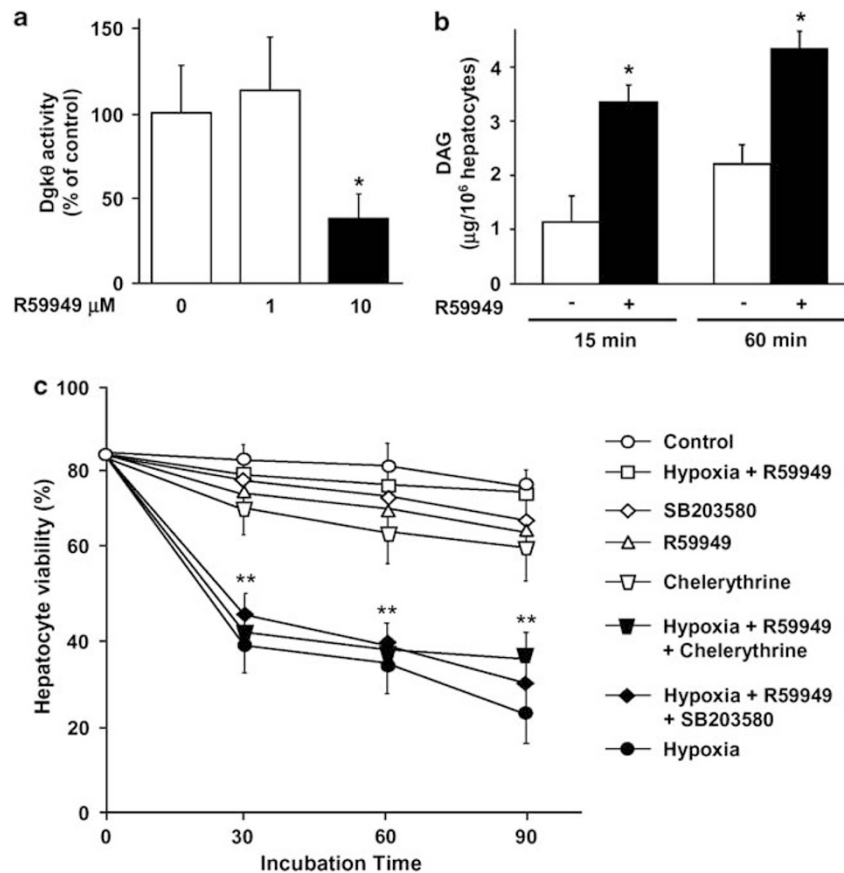 a
Dgkθ activity
(% of control)
150
100
50
0
*
R59949 μM 0 1 10
b
DAG
(μg/10⁶ hepatocytes)
4
3
2
1
0
* *
R59949 - + - +
15 min 60 min
c
Hepatocyte viability (%)
100
80
60
40
20
0
** ** **
0 30 60 90
Incubation Time
Control
Hypoxia + R59949
SB203580
R59949
Chelerythrine
Hypoxia + R59949
+ Chelerythrine
Hypoxia + R59949
+ SB203580
Hypoxia